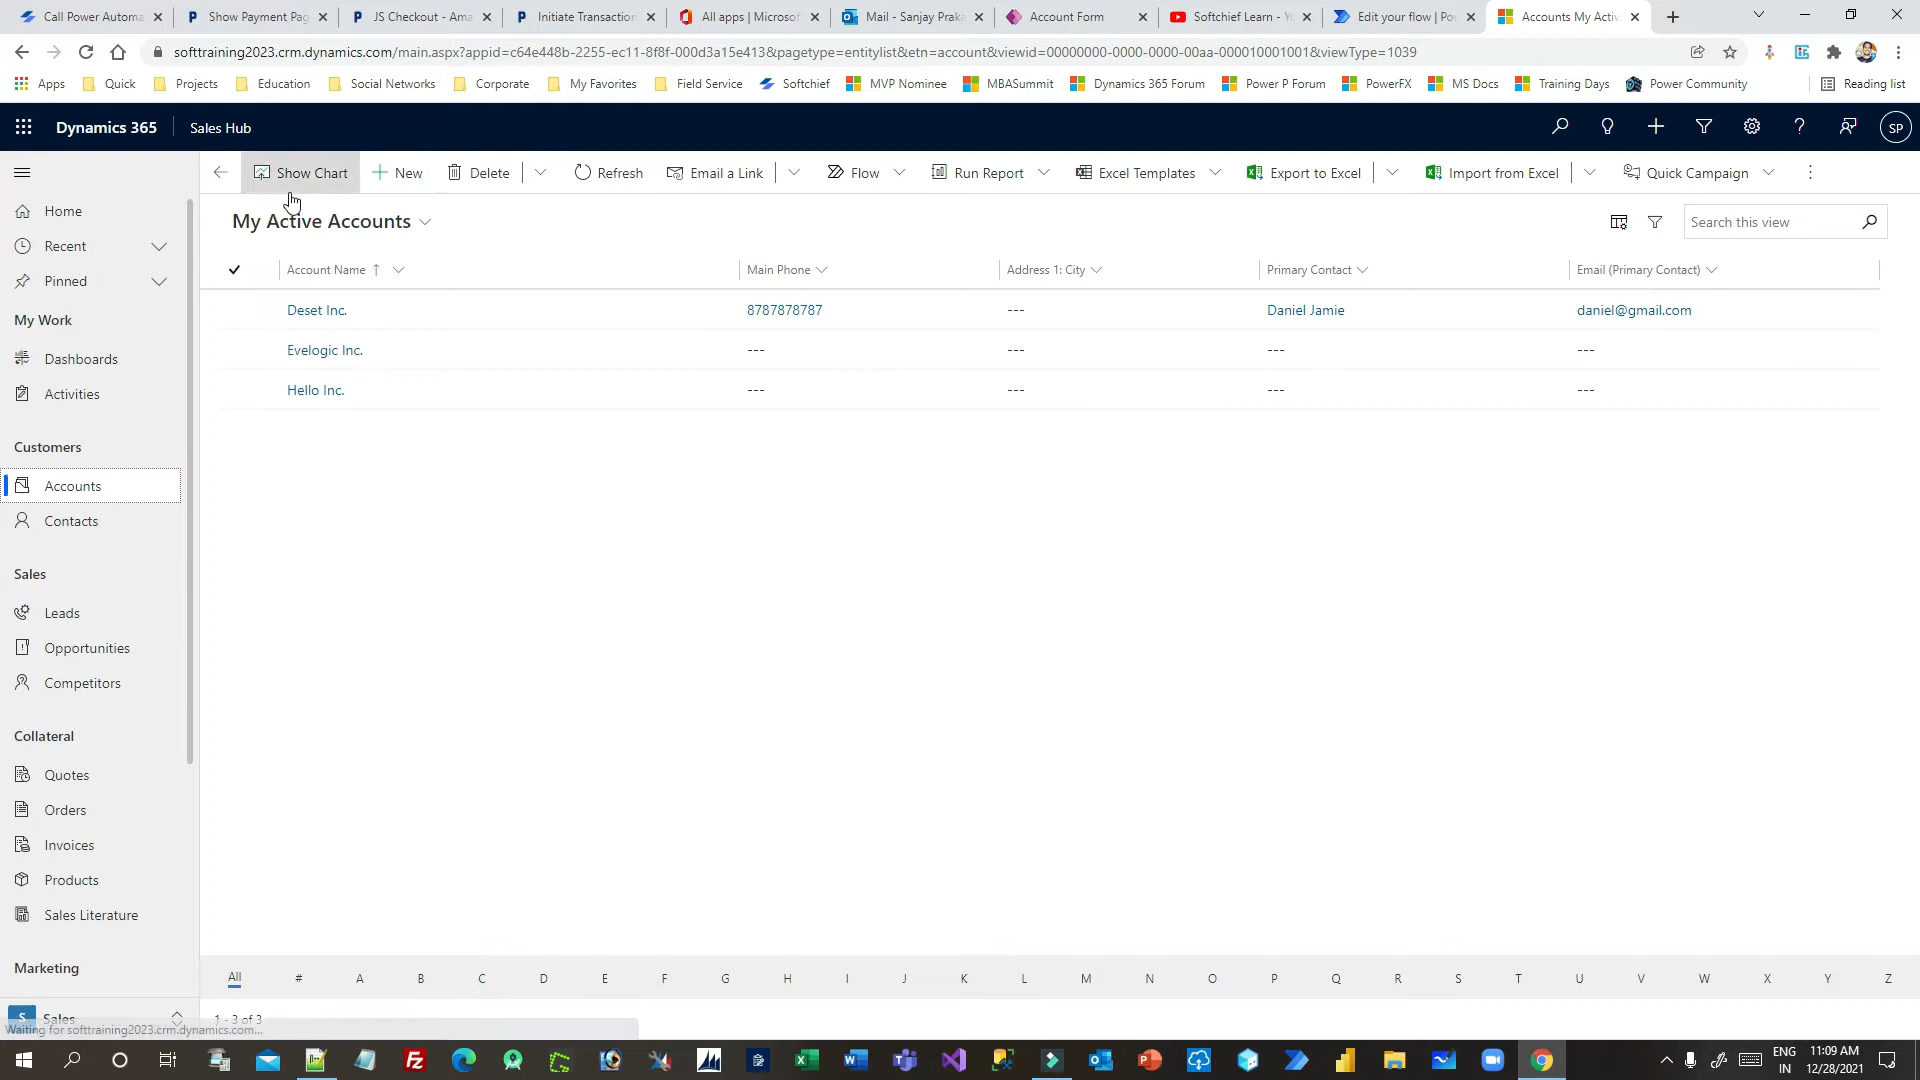 Call Power Automa
Show Payment Pag
JS Checkout - Ama
Initiate Transaction
All apps | Microsof
Mail - Sanjay Praka
Account Form
Softchief Learn - Yo
Edit your flow | Po
Accounts My Activ
softtraining2023.crm.dynamics.com/main.aspx?appid=c64e448b-2255-ec11-8f8f-000d3a15e413&pagetype=entitylist&etn=account&viewid=00000000-0000-0000-00aa-000010001001&viewType=1039
Apps Quick Projects Education Social Networks Corporate My Favorites Field Service Softchief MVP Nominee MBASummit Dynamics 365 Forum Power P Forum PowerFX MS Docs Training Days Power Community Reading list
Dynamics 365 Sales Hub SP
Show Chart New Delete Refresh Email a Link Flow Run Report Excel Templates Export to Excel Import from Excel Quick Campaign
Home
Recent
Pinned
My Work
Dashboards
Activities
Customers
Accounts
Contacts
Sales
Leads
Opportunities
Competitors
Collateral
Quotes
Orders
Invoices
Products
Sales Literature
Marketing
S Sales
Waiting for softtraining2023.crm.dynamics.com...
My Active Accounts
Search this view
Account Name Main Phone Address 1: City Primary Contact Email (Primary Contact)
Deset Inc. 8787878787 --- Daniel Jamie daniel@gmail.com
Evelogic Inc. --- --- --- ---
Hello Inc. --- --- --- ---
All # A B C D E F G H I J K L M N O P Q R S T U V W X Y Z
1 - 3 of 3
ENG
IN
11:09 AM
12/28/2021